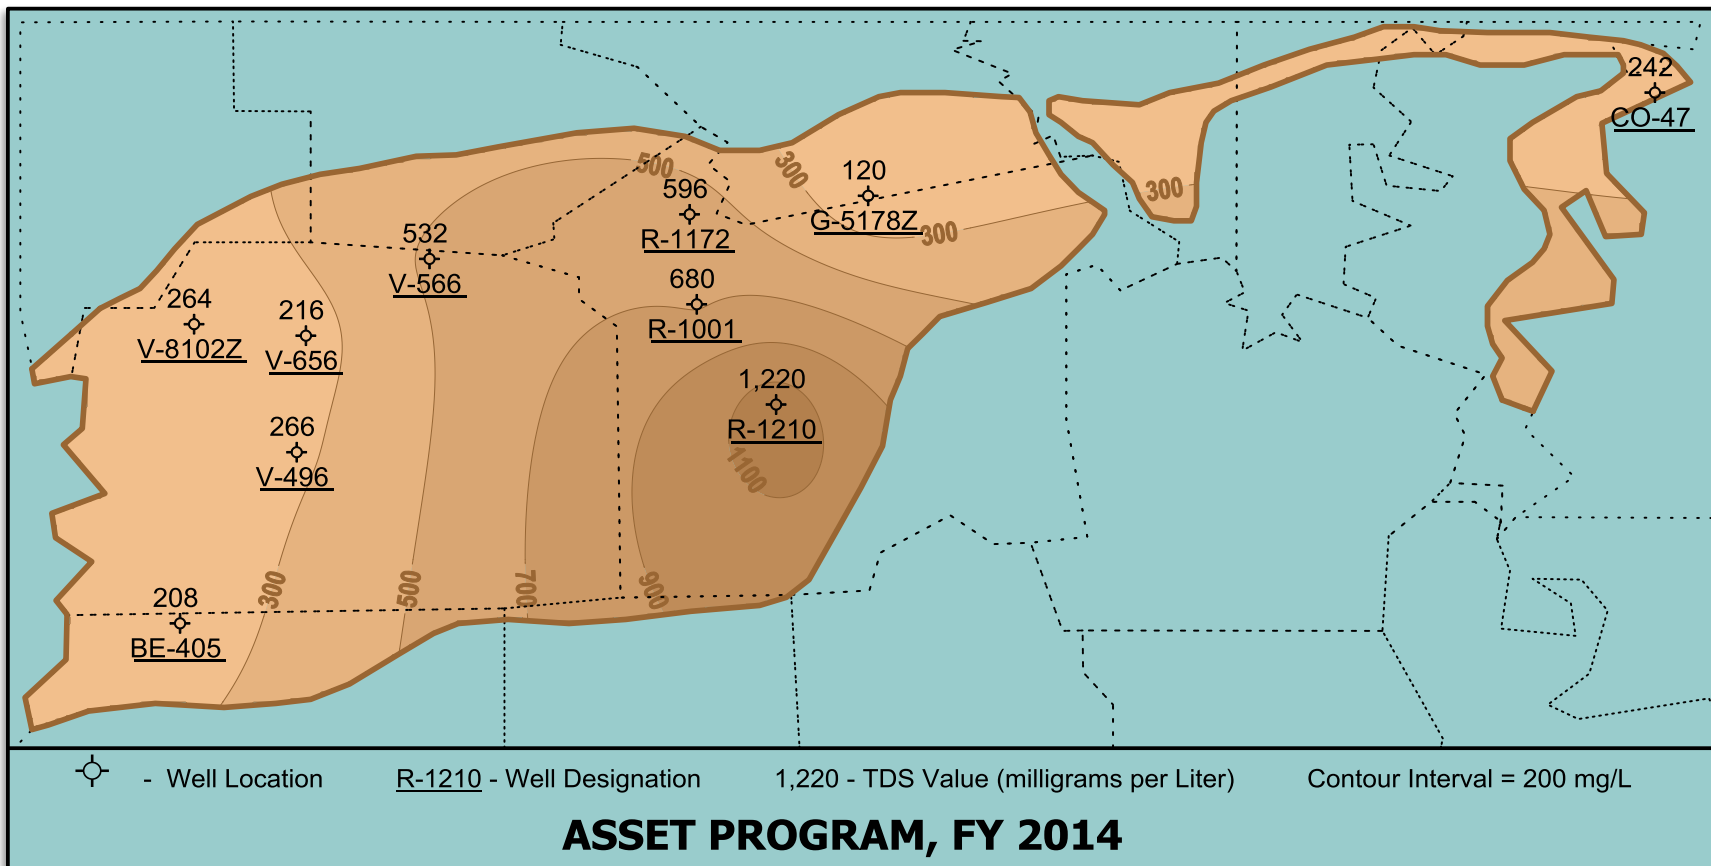 242
CO-47
500
300
120
G-5178Z
300
300
596
R-1172
532
V-566
680
R-1001
264
V-8102Z
216
V-656
1,220
R-1210
1100
266
V-496
300
500
700
900
208
BE-405
- Well Location
R-1210 - Well Designation
1,220 - TDS Value (milligrams per Liter)
Contour Interval = 200 mg/L
ASSET PROGRAM, FY 2014